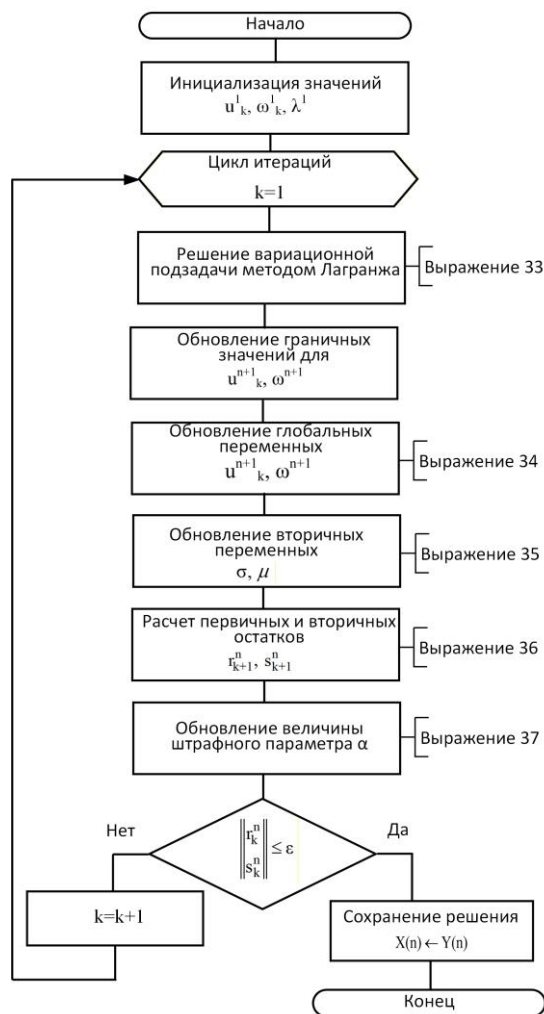 Начало
Инициализация значений
u¹ₖ, ω¹ₖ, λ¹
Цикл итераций
k=1
Решение вариационной
подзадачи методом Лагранжа
Выражение 33
Обновление граничных
значений для
uⁿ⁺¹ₖ, ωⁿ⁺¹
Обновление глобальных
переменных
uⁿ⁺¹ₖ, ωⁿ⁺¹
Выражение 34
Обновление вторичных
переменных
σ, μ
Выражение 35
Расчет первичных и вторичных
остатков
rⁿₖ₊₁, sⁿₖ₊₁
Выражение 36
Обновление величины
штрафного параметра α
Выражение 37
Нет
Да
‖rⁿₖ
sⁿₖ‖ ≤ ε
k=k+1
Сохранение решения
X(n) ← Y(n)
Конец